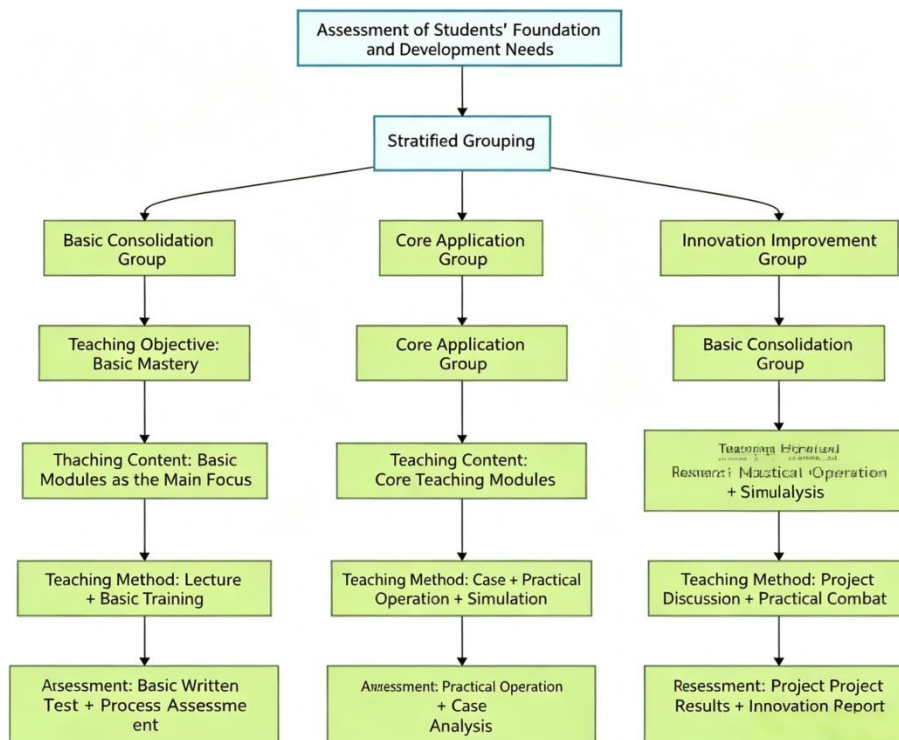 Assessment of Students' Foundation
and Development Needs
Stratified Grouping
Basic Consolidation
Group
Core Application
Group
Innovation Improvement
Group
Teaching Objective:
Basic Mastery
Core Application
Group
Basic Consolidation
Group
Thaching Content: Basic
Modules as the Main Focus
Teaching Content:
Core Teaching Modules
+ Simulalysis
Teaching Method: Lecture
+ Basic Training
Teaching Method: Case + Practical
Operation + Simulation
Teaching Method: Project
Discussion + Practical Combat
Arsessment: Basic Written
Test + Process Assessme
ent
Practical Operation
+ Case
Analysis
Resessment: Project Project
Results + Innovation Report